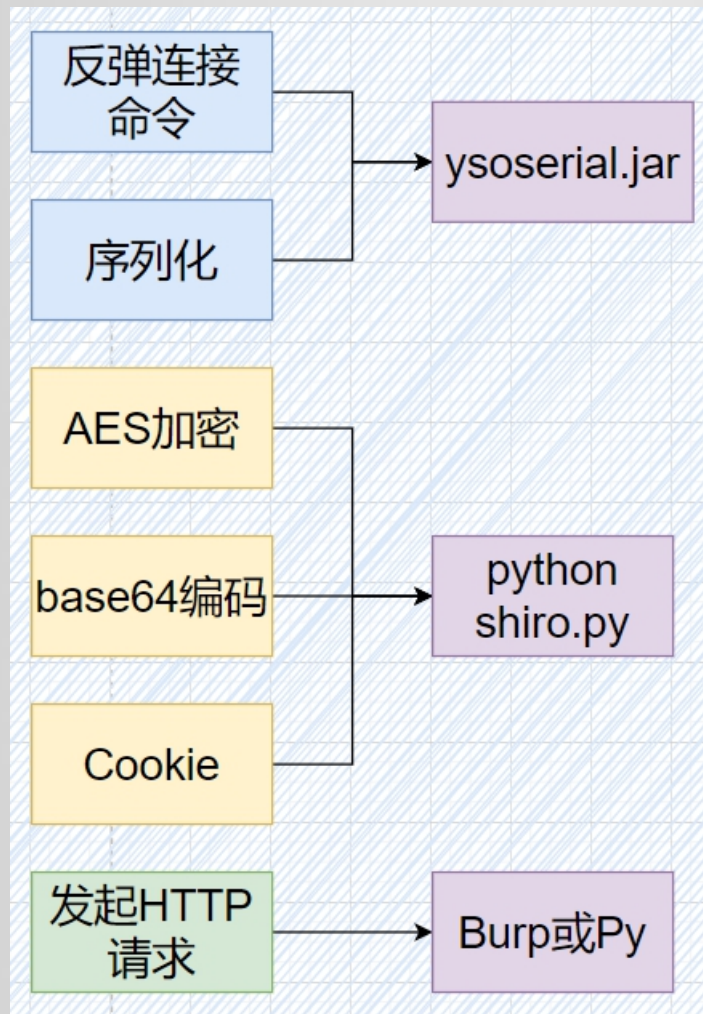 反弹连接
命令
ysoserial.jar
序列化
AES加密
base64编码
python
shiro.py
Cookie
发起HTTP
请求
Burp或Py